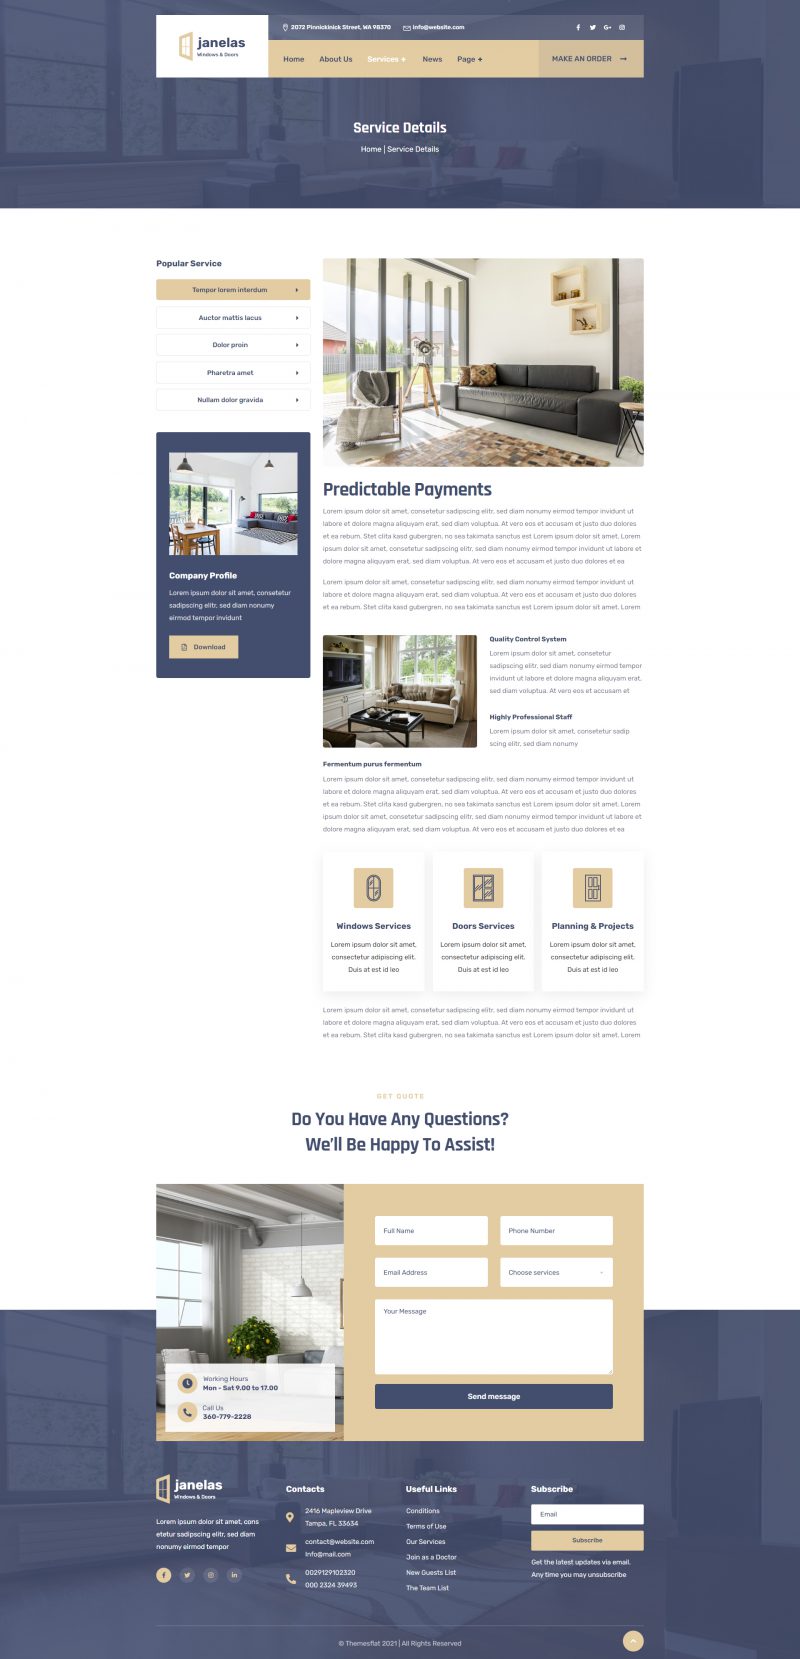 janelas
Windows & Doors
2072 Pinnickinick Street, WA 98370
info@website.com
Home
About Us
Services +
News
Page +
MAKE AN ORDER
Service Details
Home | Service Details
Popular Service
Tempor lorem interdum
Auctor mattis lacus
Dolor proin
Pharetra amet
Nullam dolor gravida
Company Profile
Lorem ipsum dolor sit amet, consetetur
sadipscing elitr, sed diam nonumy
eirmod tempor invidunt
Download
Predictable Payments
Lorem ipsum dolor sit amet, consetetur sadipscing elitr, sed diam nonumy eirmod tempor invidunt ut
labore et dolore magna aliquyam erat, sed diam voluptua. At vero eos et accusam et justo duo dolores
et ea rebum. Stet clita kasd gubergren, no sea takimata sanctus est Lorem ipsum dolor sit amet. Lorem
ipsum dolor sit amet, consetetur sadipscing elitr, sed diam nonumy eirmod tempor invidunt ut labore et
dolore magna aliquyam erat, sed diam voluptua. At vero eos et accusam et justo duo dolores et ea
Lorem ipsum dolor sit amet, consetetur sadipscing elitr, sed diam nonumy eirmod tempor invidunt ut
labore et dolore magna aliquyam erat, sed diam voluptua. At vero eos et accusam et justo duo dolores
et ea rebum. Stet clita kasd gubergren, no sea takimata sanctus est Lorem ipsum dolor sit amet. Lorem
Quality Control System
Lorem ipsum dolor sit amet, consetetur
sadipscing elitr, sed diam nonumy eirmod tempor
invidunt ut labore et dolore magna aliquyam erat,
sed diam voluptua. At vero eos et accusam et
Highly Professional Staff
Lorem ipsum dolor sit amet, consetetur sadip
scing elitr, sed diam nonumy
Fermentum purus fermentum
Lorem ipsum dolor sit amet, consetetur sadipscing elitr, sed diam nonumy eirmod tempor invidunt ut
labore et dolore magna aliquyam erat, sed diam voluptua. At vero eos et accusam et justo duo dolores
et ea rebum. Stet clita kasd gubergren, no sea takimata sanctus est Lorem ipsum dolor sit amet. Lorem
ipsum dolor sit amet, consetetur sadipscing elitr, sed diam nonumy eirmod tempor invidunt ut labore et
dolore magna aliquyam erat, sed diam voluptua. At vero eos et accusam et justo duo dolores et ea
Windows Services
Lorem ipsum dolor sit amet,
consectetur adipiscing elit.
Duis at est id leo
Doors Services
Lorem ipsum dolor sit amet,
consectetur adipiscing elit.
Duis at est id leo
Planning & Projects
Lorem ipsum dolor sit amet,
consectetur adipiscing elit.
Duis at est id leo
Lorem ipsum dolor sit amet, consetetur sadipscing elitr, sed diam nonumy eirmod tempor invidunt ut
labore et dolore magna aliquyam erat, sed diam voluptua. At vero eos et accusam et justo duo dolores
et ea rebum. Stet clita kasd gubergren, no sea takimata sanctus est Lorem ipsum dolor sit amet. Lorem
GET QUOTE
Do You Have Any Questions?
We'll Be Happy To Assist!
Full Name
Phone Number
Email Address
Choose services
Your Message
Send message
Working Hours
Mon - Sat 9.00 to 17.00
Call Us
360-779-2228
janelas
Windows & Doors
Lorem ipsum dolor sit amet, cons
etetur sadipscing elitr, sed diam
nonumy eirmod tempor
Contacts
2416 Mapleview Drive
Tampa, FL 33634
contact@website.com
Info@mail.com
0029129102320
000 2324 39493
Useful Links
Conditions
Terms of Use
Our Services
Join as a Doctor
New Guests List
The Team List
Subscribe
Email
Subscribe
Get the latest updates via email.
Any time you may unsubscribe
© Themesflat 2021 | All Rights Reserved